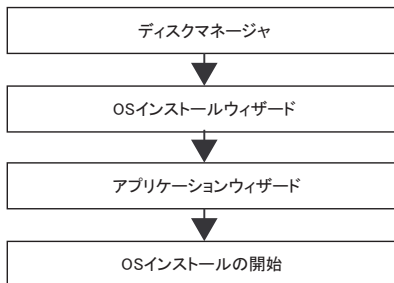 ディスクマネージャ
OSインストールウィザード
アプリケーションウィザード
OSインストールの開始